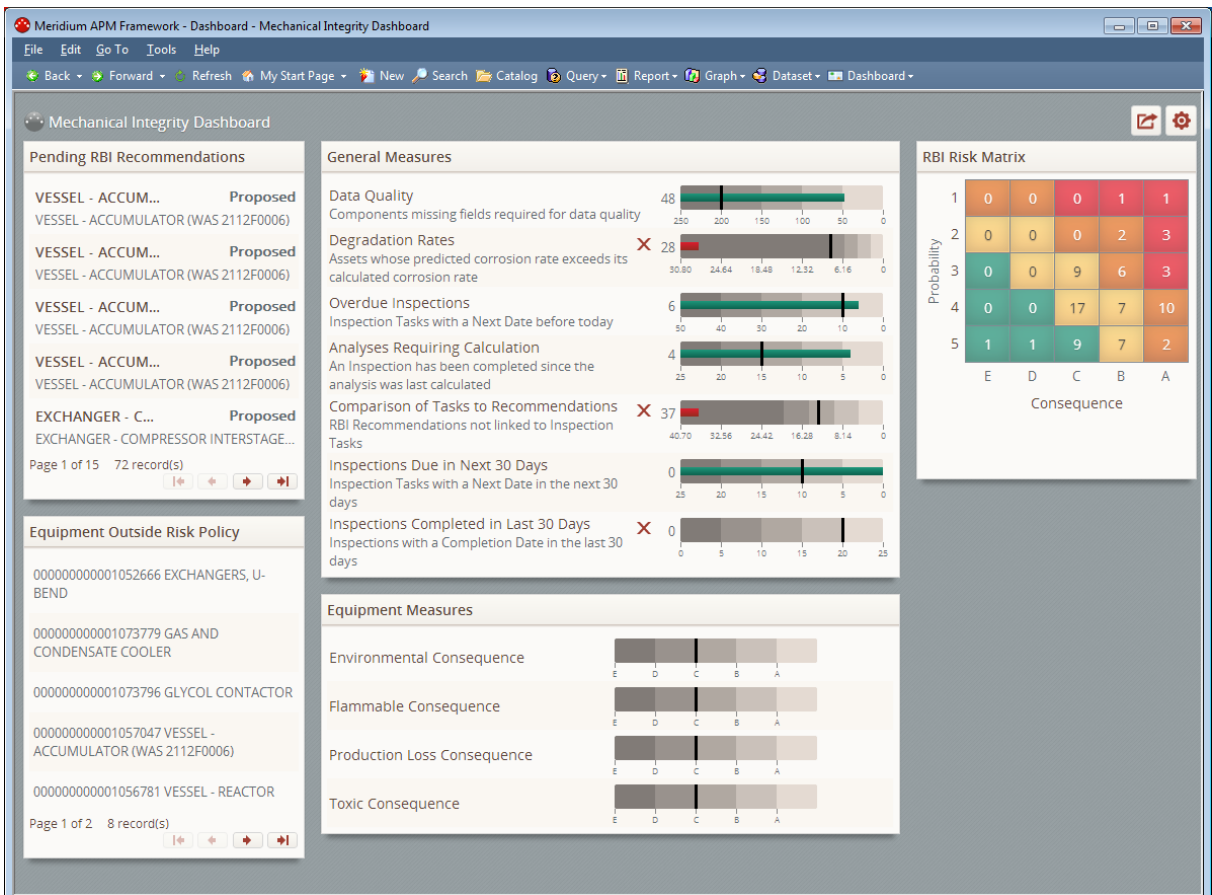 Meridium APM Framework - Dashboard - Mechanical Integrity Dashboard
File Edit Go To Tools Help
Back Forward Refresh My Start Page New Search Catalog Query Report Graph Dataset Dashboard
Mechanical Integrity Dashboard
Pending RBI Recommendations
VESSEL - ACCUM... Proposed
VESSEL - ACCUMULATOR (WAS 2112F0006)
VESSEL - ACCUM... Proposed
VESSEL - ACCUMULATOR (WAS 2112F0006)
VESSEL - ACCUM... Proposed
VESSEL - ACCUMULATOR (WAS 2112F0006)
VESSEL - ACCUM... Proposed
VESSEL - ACCUMULATOR (WAS 2112F0006)
EXCHANGER - C... Proposed
EXCHANGER - COMPRESSOR INTERSTAGE...
Page 1 of 15 72 record(s)
Equipment Outside Risk Policy
000000000001052666 EXCHANGERS, U-
BEND
000000000001073779 GAS AND
CONDENSATE COOLER
000000000001073796 GLYCOL CONTACTOR
000000000001057047 VESSEL -
ACCUMULATOR (WAS 2112F0006)
000000000001056781 VESSEL - REACTOR
Page 1 of 2 8 record(s)
General Measures
Data Quality 48
Components missing fields required for data quality
250 200 150 100 50 0
Degradation Rates 28
Assets whose predicted corrosion rate exceeds its
calculated corrosion rate
30.80 24.64 18.48 12.32 6.16 0
Overdue Inspections 6
Inspection Tasks with a Next Date before today
50 40 30 20 10 0
Analyses Requiring Calculation 4
An Inspection has been completed since the
analysis was last calculated
25 20 15 10 5 0
Comparison of Tasks to Recommendations 37
RBI Recommendations not linked to Inspection
Tasks
40.70 32.56 24.42 16.28 8.14 0
Inspections Due in Next 30 Days 0
Inspection Tasks with a Next Date in the next 30
days
25 20 15 10 5 0
Inspections Completed in Last 30 Days 0
Inspections with a Completion Date in the last 30
days
0 5 10 15 20 25
Equipment Measures
Environmental Consequence
E D C B A
Flammable Consequence
E D C B A
Production Loss Consequence
E D C B A
Toxic Consequence
E D C B A
RBI Risk Matrix
Probability
1 0 0 0 1 1
2 0 0 0 2 3
3 0 0 9 6 3
4 0 0 17 7 10
5 1 1 9 7 2
E D C B A
Consequence